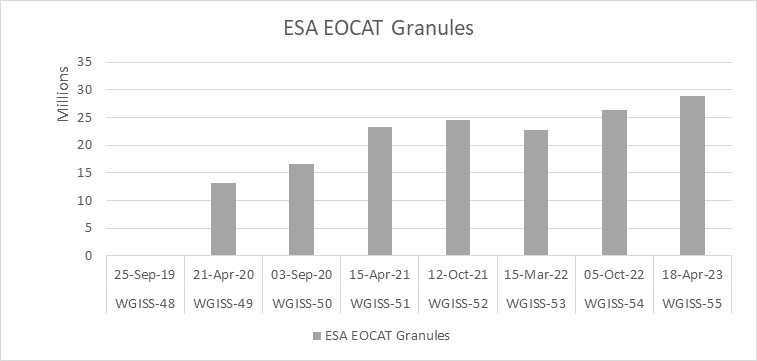 ESA EOCAT Granules
Millions
35
30
25
20
15
10
5
0
25-Sep-19 21-Apr-20 03-Sep-20 15-Apr-21 12-Oct-21 15-Mar-22 05-Oct-22 18-Apr-23
WGISS-48 WGISS-49 WGISS-50 WGISS-51 WGISS-52 WGISS-53 WGISS-54 WGISS-55
ESA EOCAT Granules